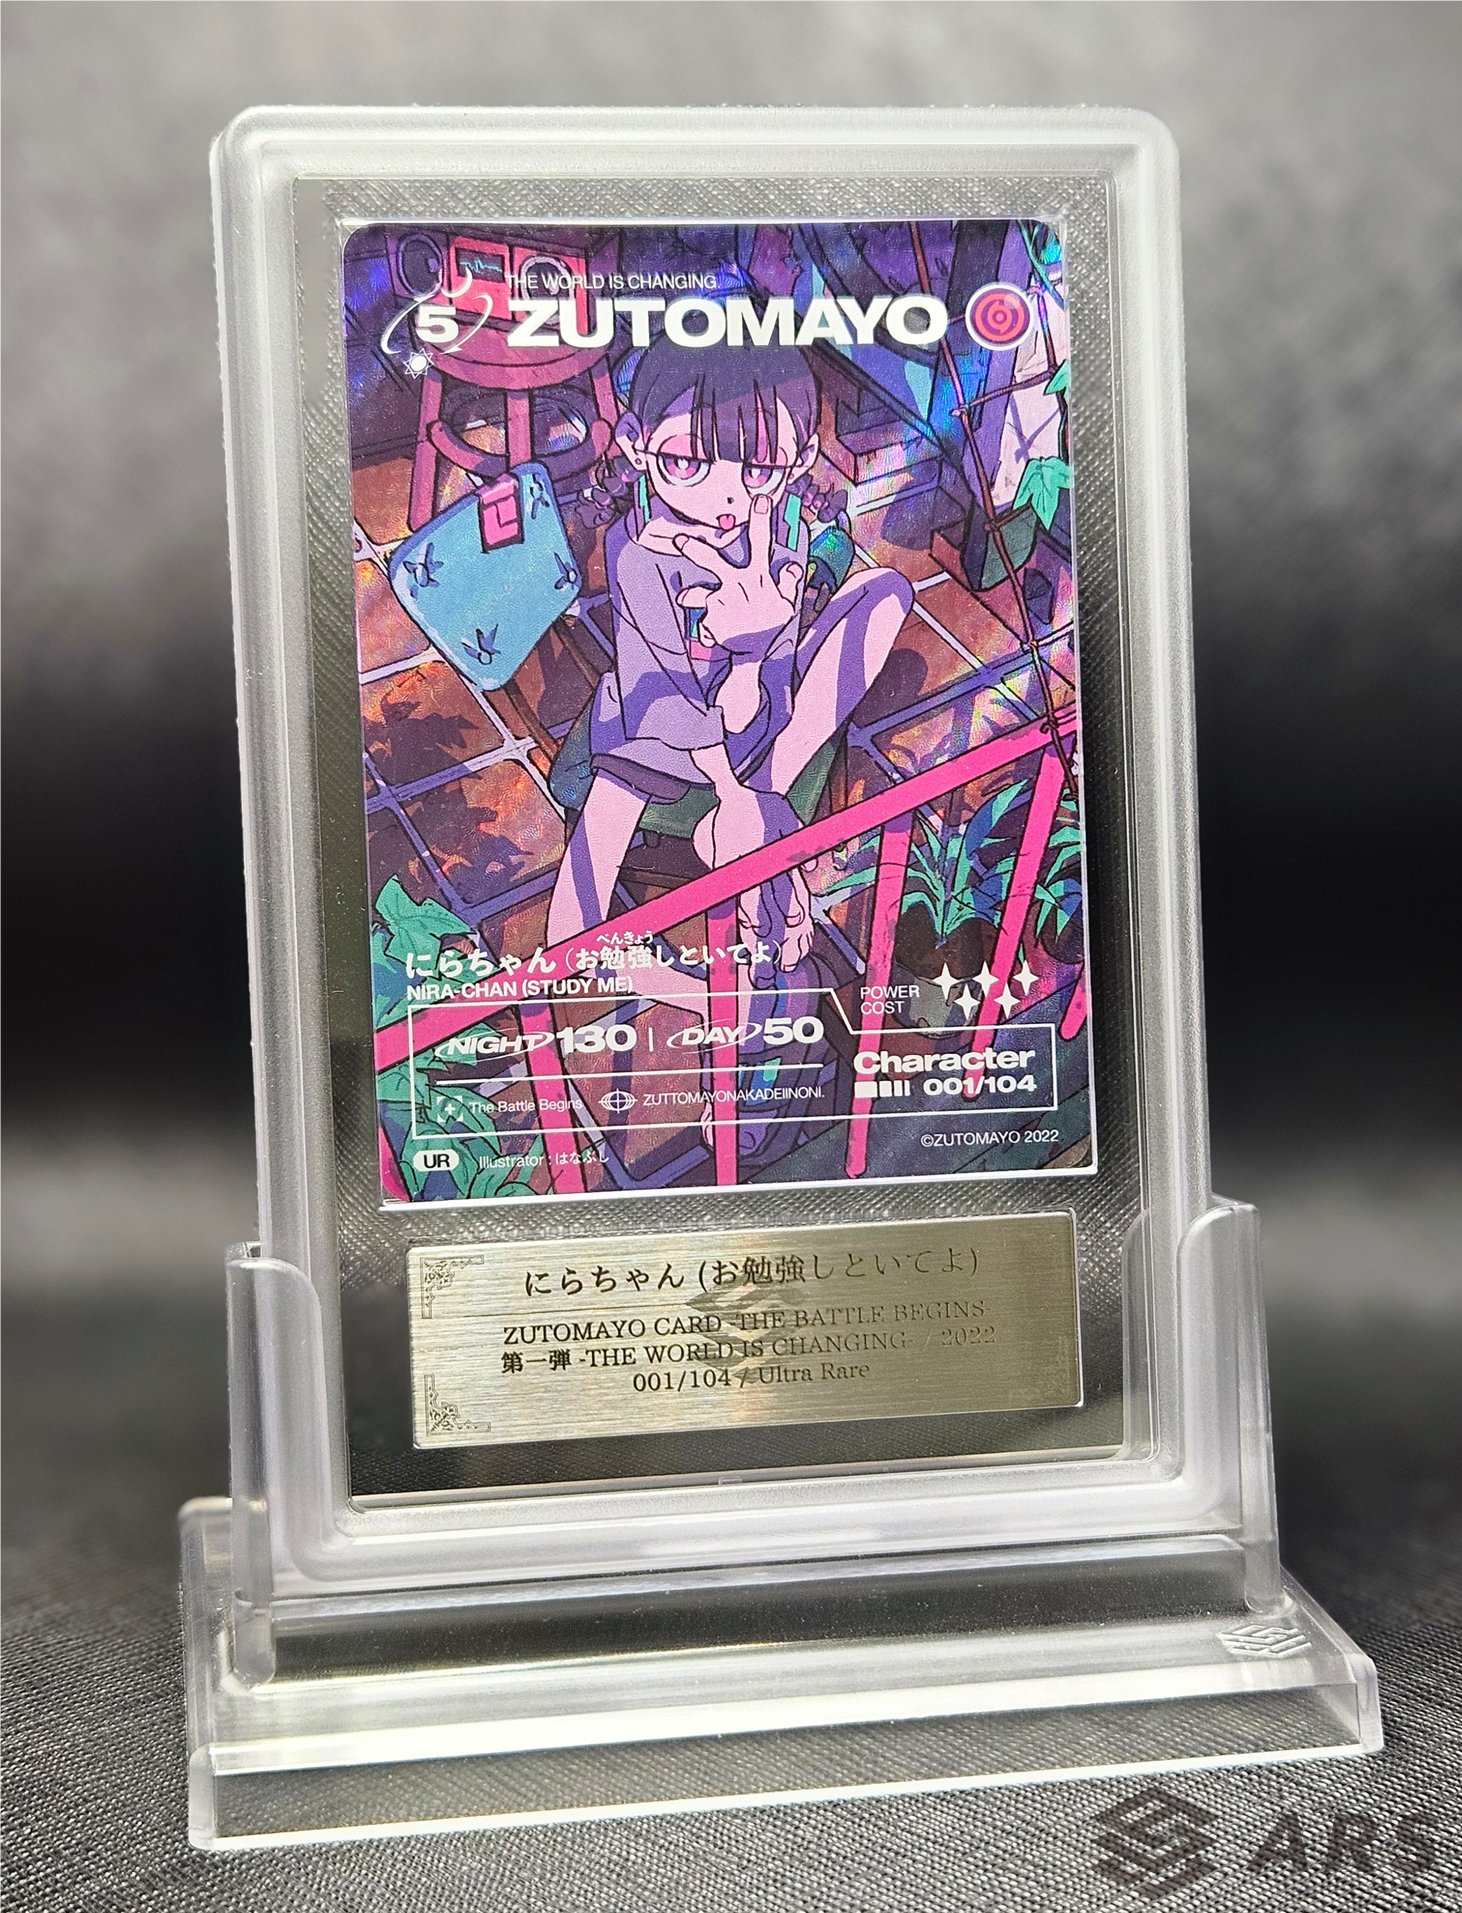 THE WORLD IS CHANGING.
5 ZUTOMAYO
べんきょう
にらちゃん (お勉強しといてよ)
NIRA-CHAN (STUDY ME)
POWER
COST
NIGHT 130 | DAY 50
Character
001/104
The Battle Begins ZUTTOMAYONAKADEIINONI.
©ZUTOMAYO 2022
UR Illustrator : はなぶし
にらちゃん (お勉強しといてよ)
ZUTOMAYO CARD -THE BATTLE BEGINS-
第一弾 -THE WORLD IS CHANGING- / 2022
001/104 / Ultra Rare
ARS